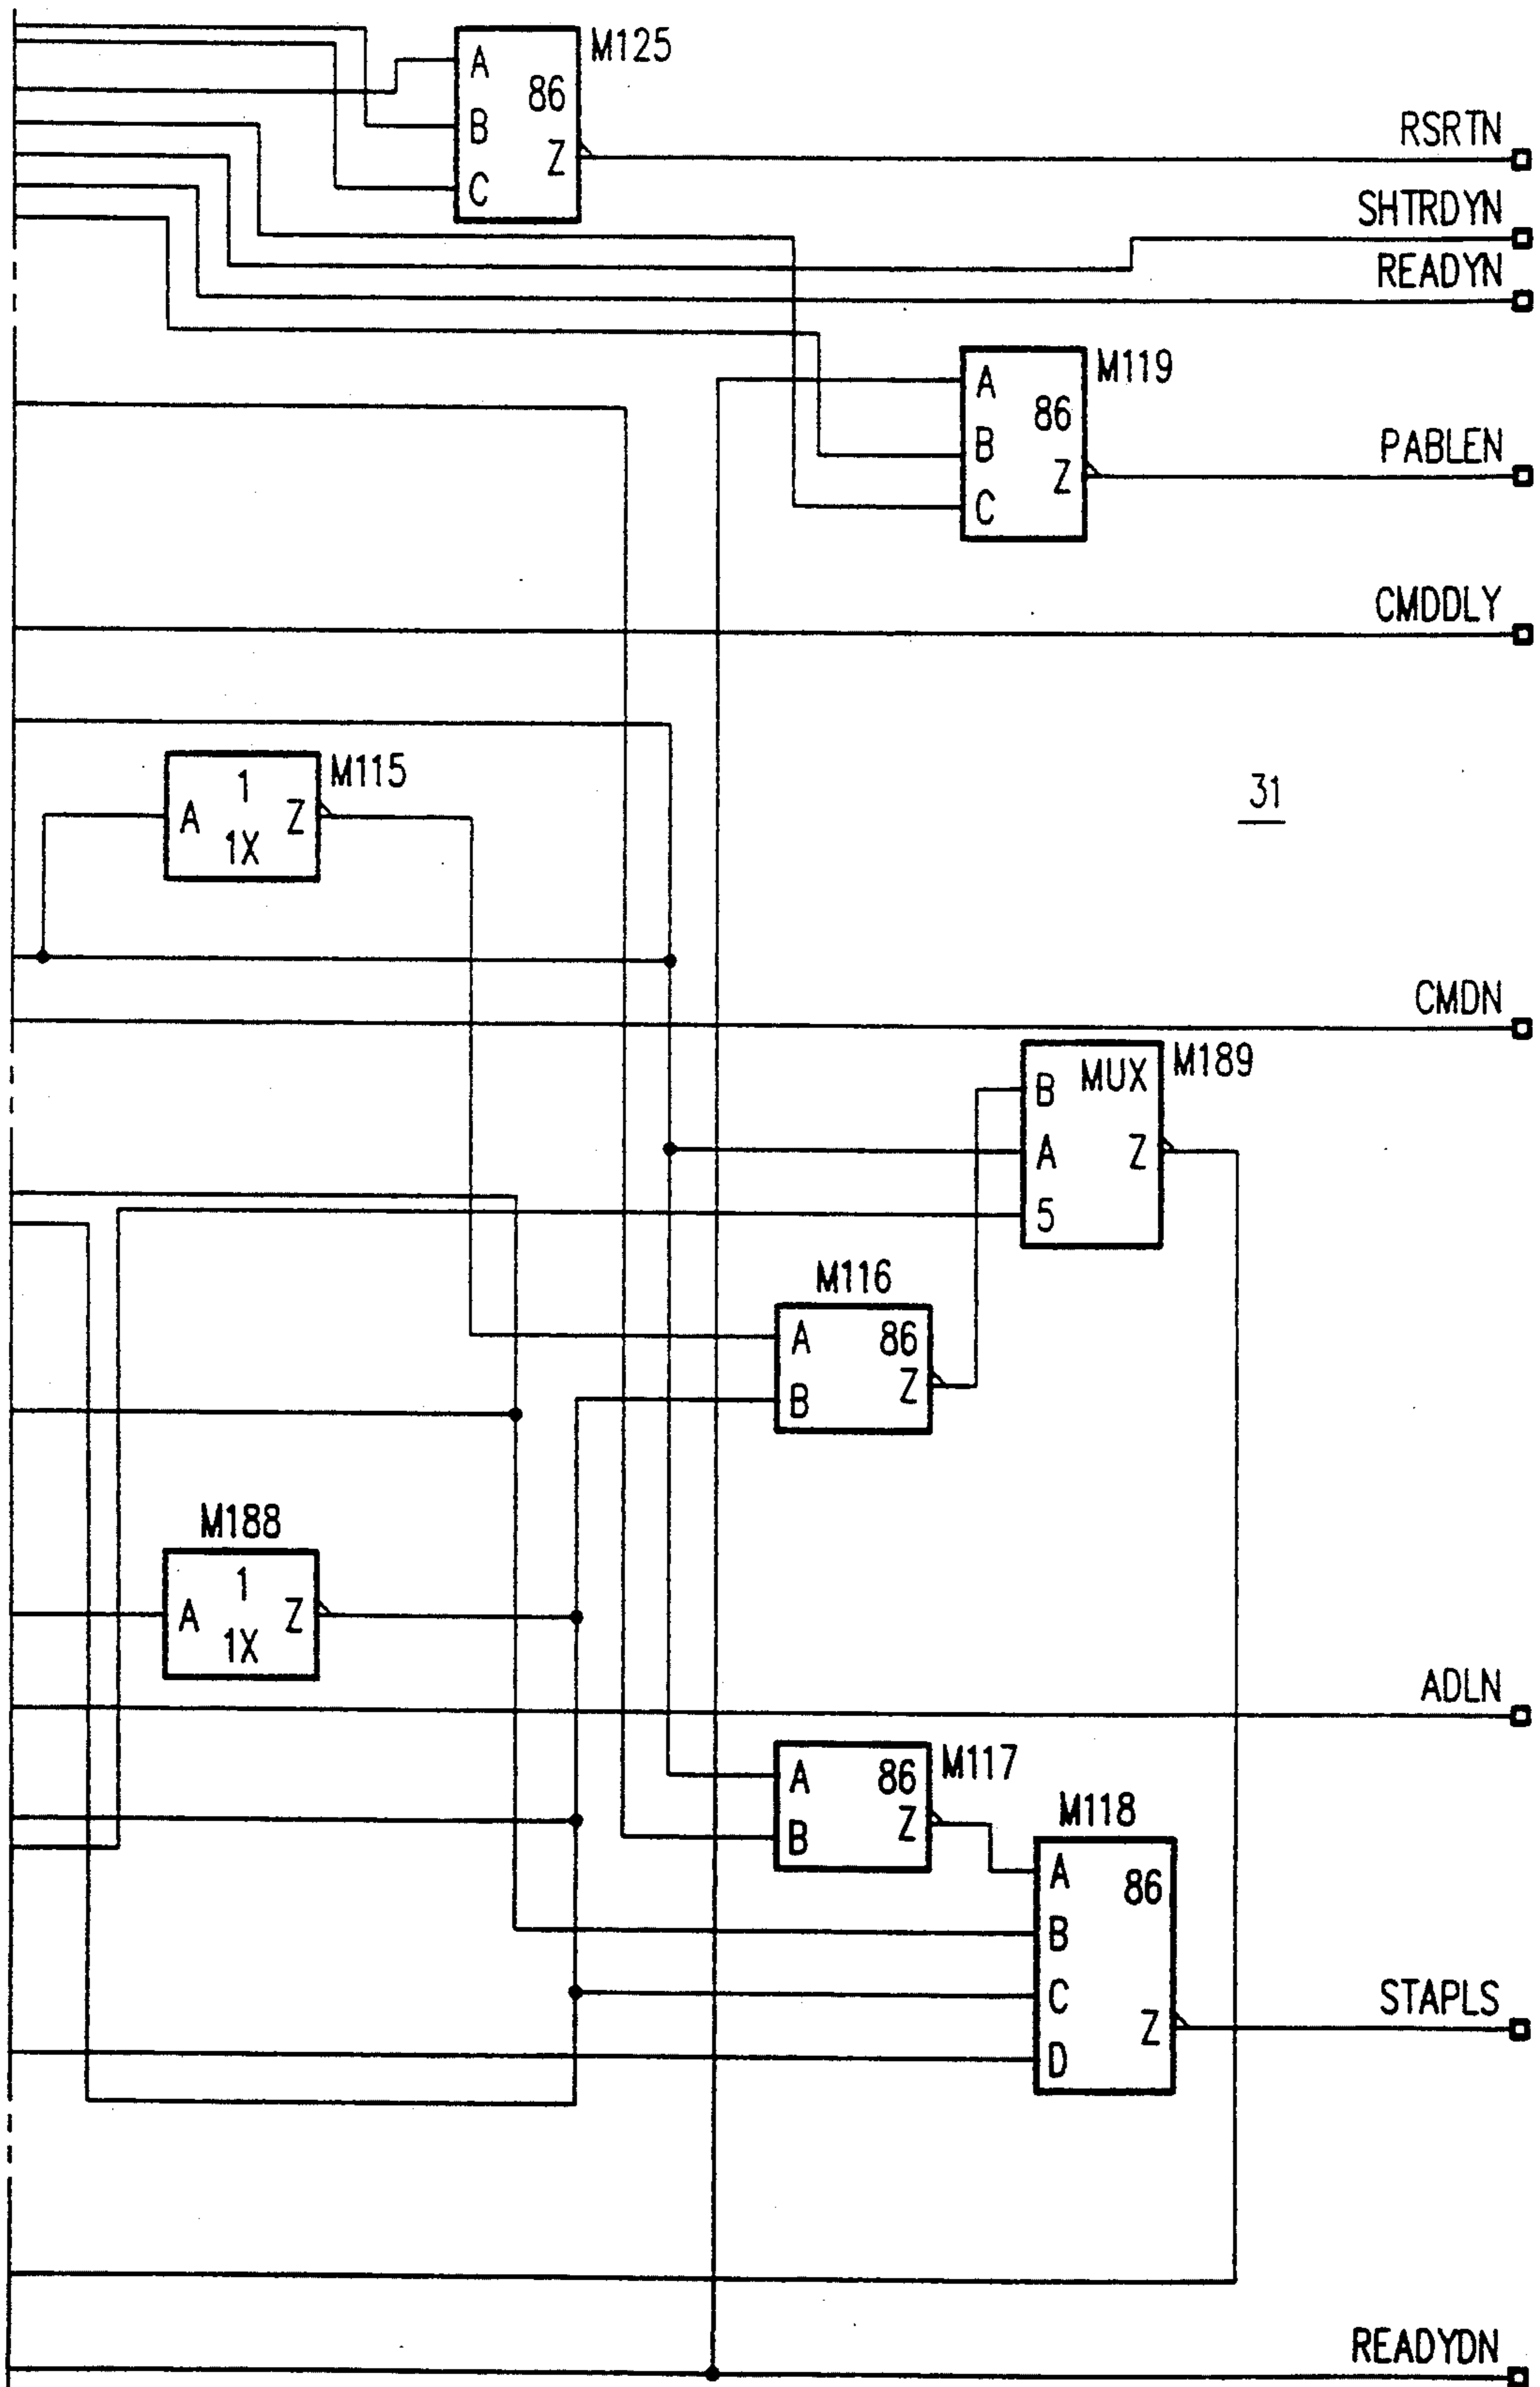 M125
A
86
B
Z
C
RSRTN
SHTRDYN
READYN
M119
A
86
B
Z
C
PABLEN
CMDDLY
M115
1
A Z
1X
31
CMDN
M189
MUX
B
A Z
5
M116
A 86
Z
B
M188
1
A Z
1X
ADLN
M117
A 86
Z
B
M118
A
86
B
C
Z
D
STAPLS
READYDN